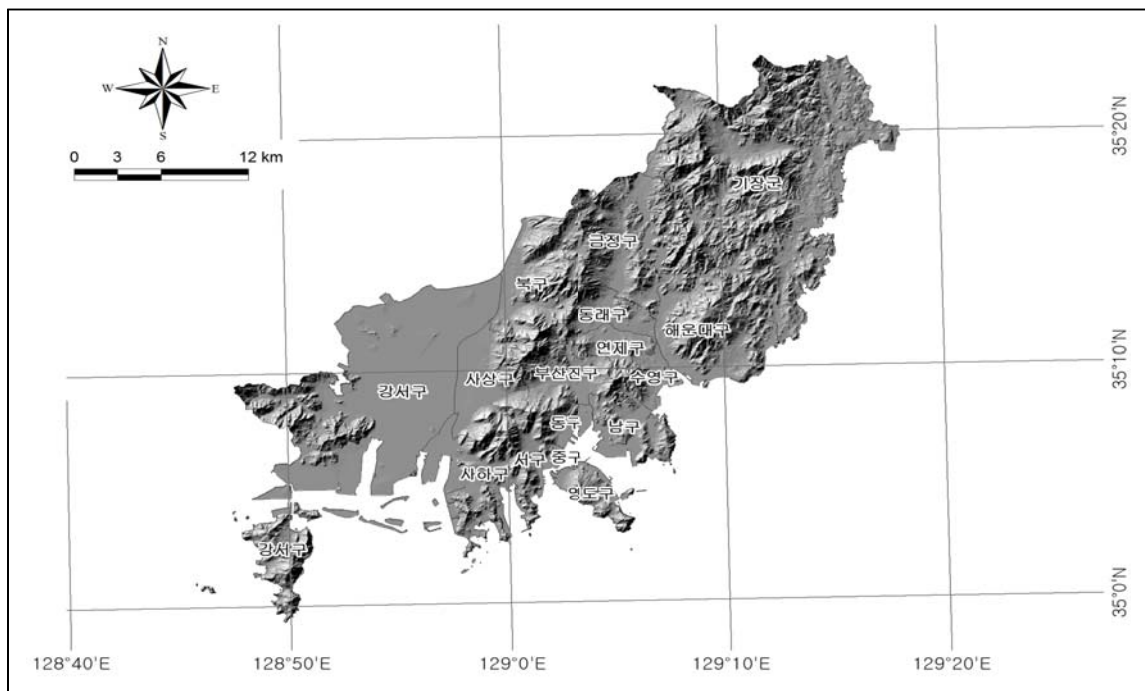 N
W E
S
0 3 6 12 km
35°20'N
기장군
금정구
북구
동래구
해운대구
연제구
35°10'N
부산진구
수영구
사상구
강서구
동구
남구
중구
서구
사하구
영도구
강서구
35°0'N
128°40'E 128°50'E 129°0'E 129°10'E 129°20'E